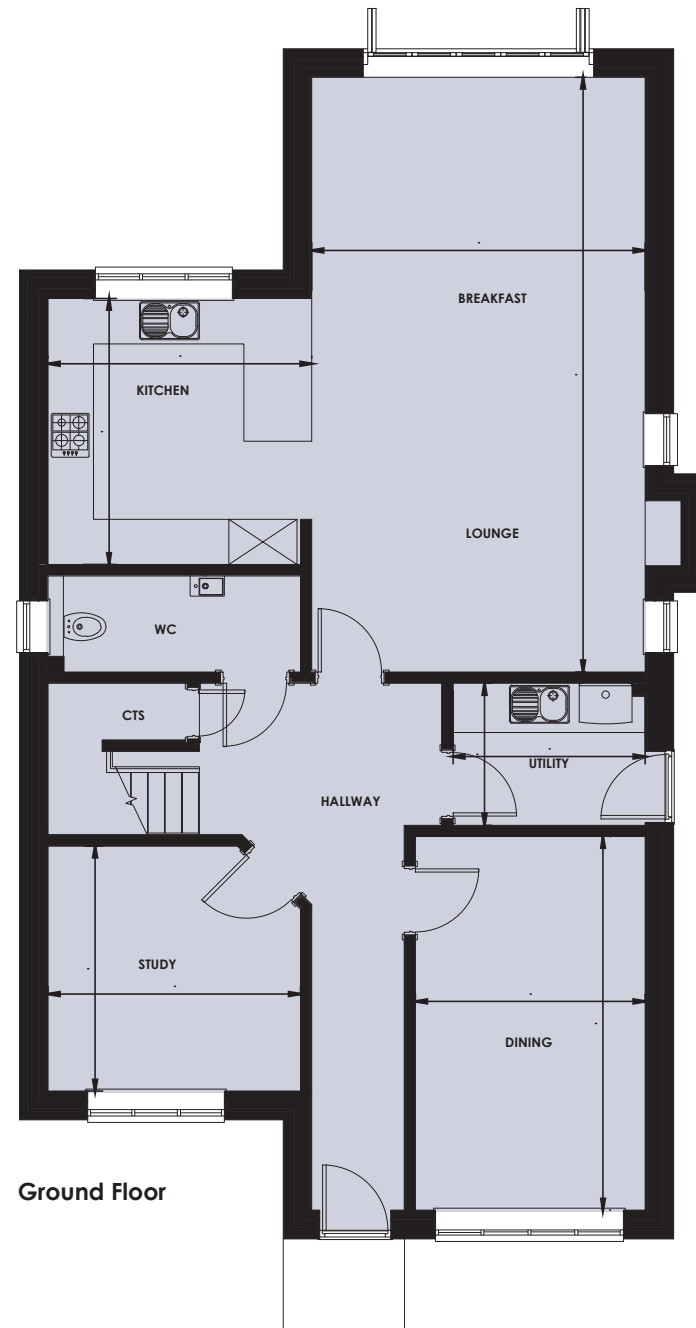 BREAKFAST
KITCHEN
LOUNGE
WC
CTS
UTILITY
HALLWAY
STUDY
DINING
Ground Floor